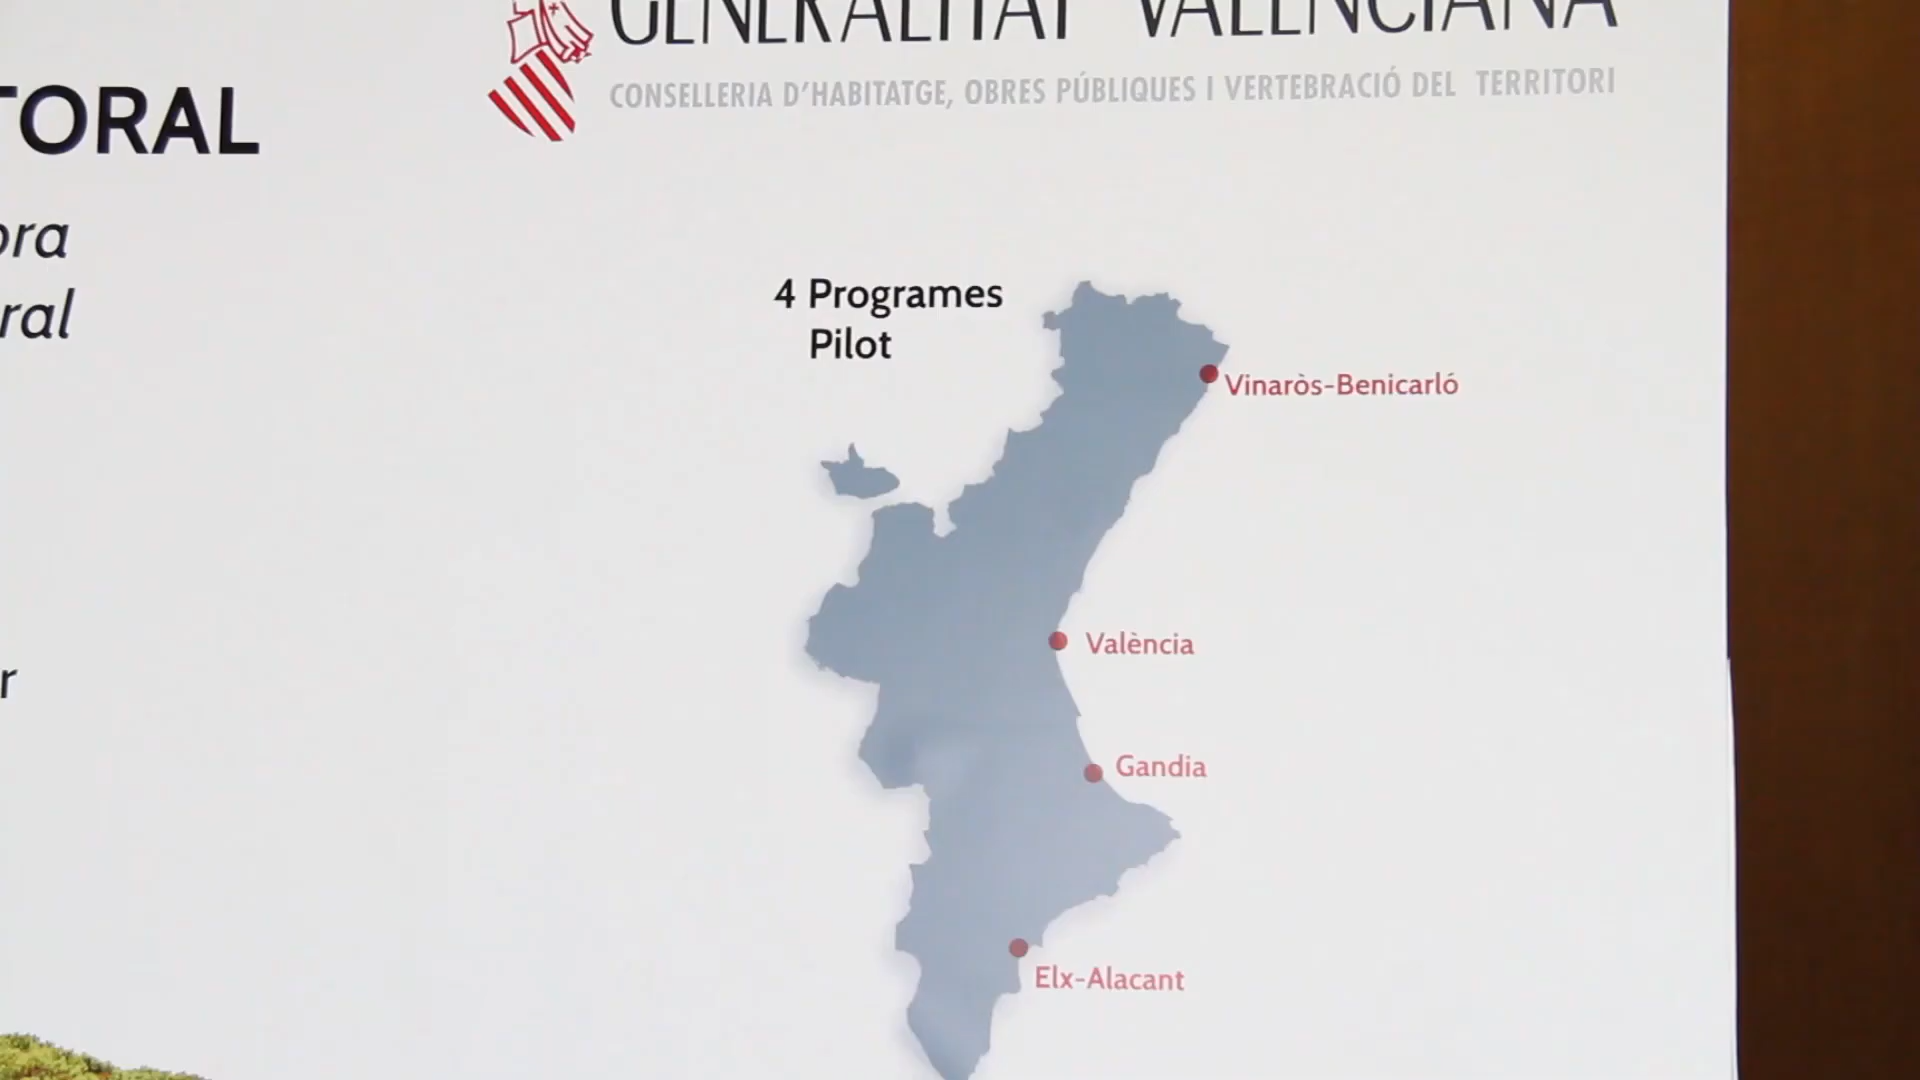 GENERALITAT VALENCIANA
CONSELLERIA D'HABITATGE, OBRES PÚBLIQUES I VERTEBRACIÓ DEL TERRITORI
TORAL
ora
ral
4 Programes
Pilot
Vinaròs-Benicarló
València
r
Gandia
Elx-Alacant